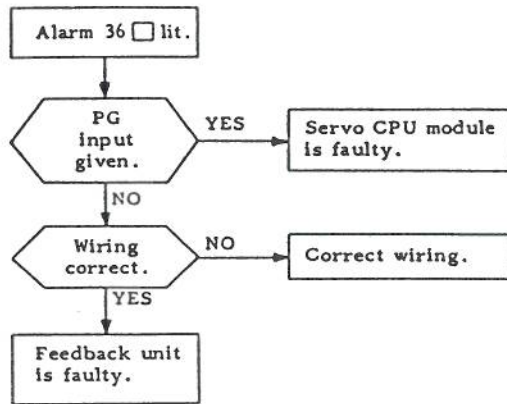 Alarm 36 □ lit.
PG
input
given.
YES
Servo CPU module
is faulty.
NO
Wiring
correct.
NO
Correct wiring.
YES
Feedback unit
is faulty.